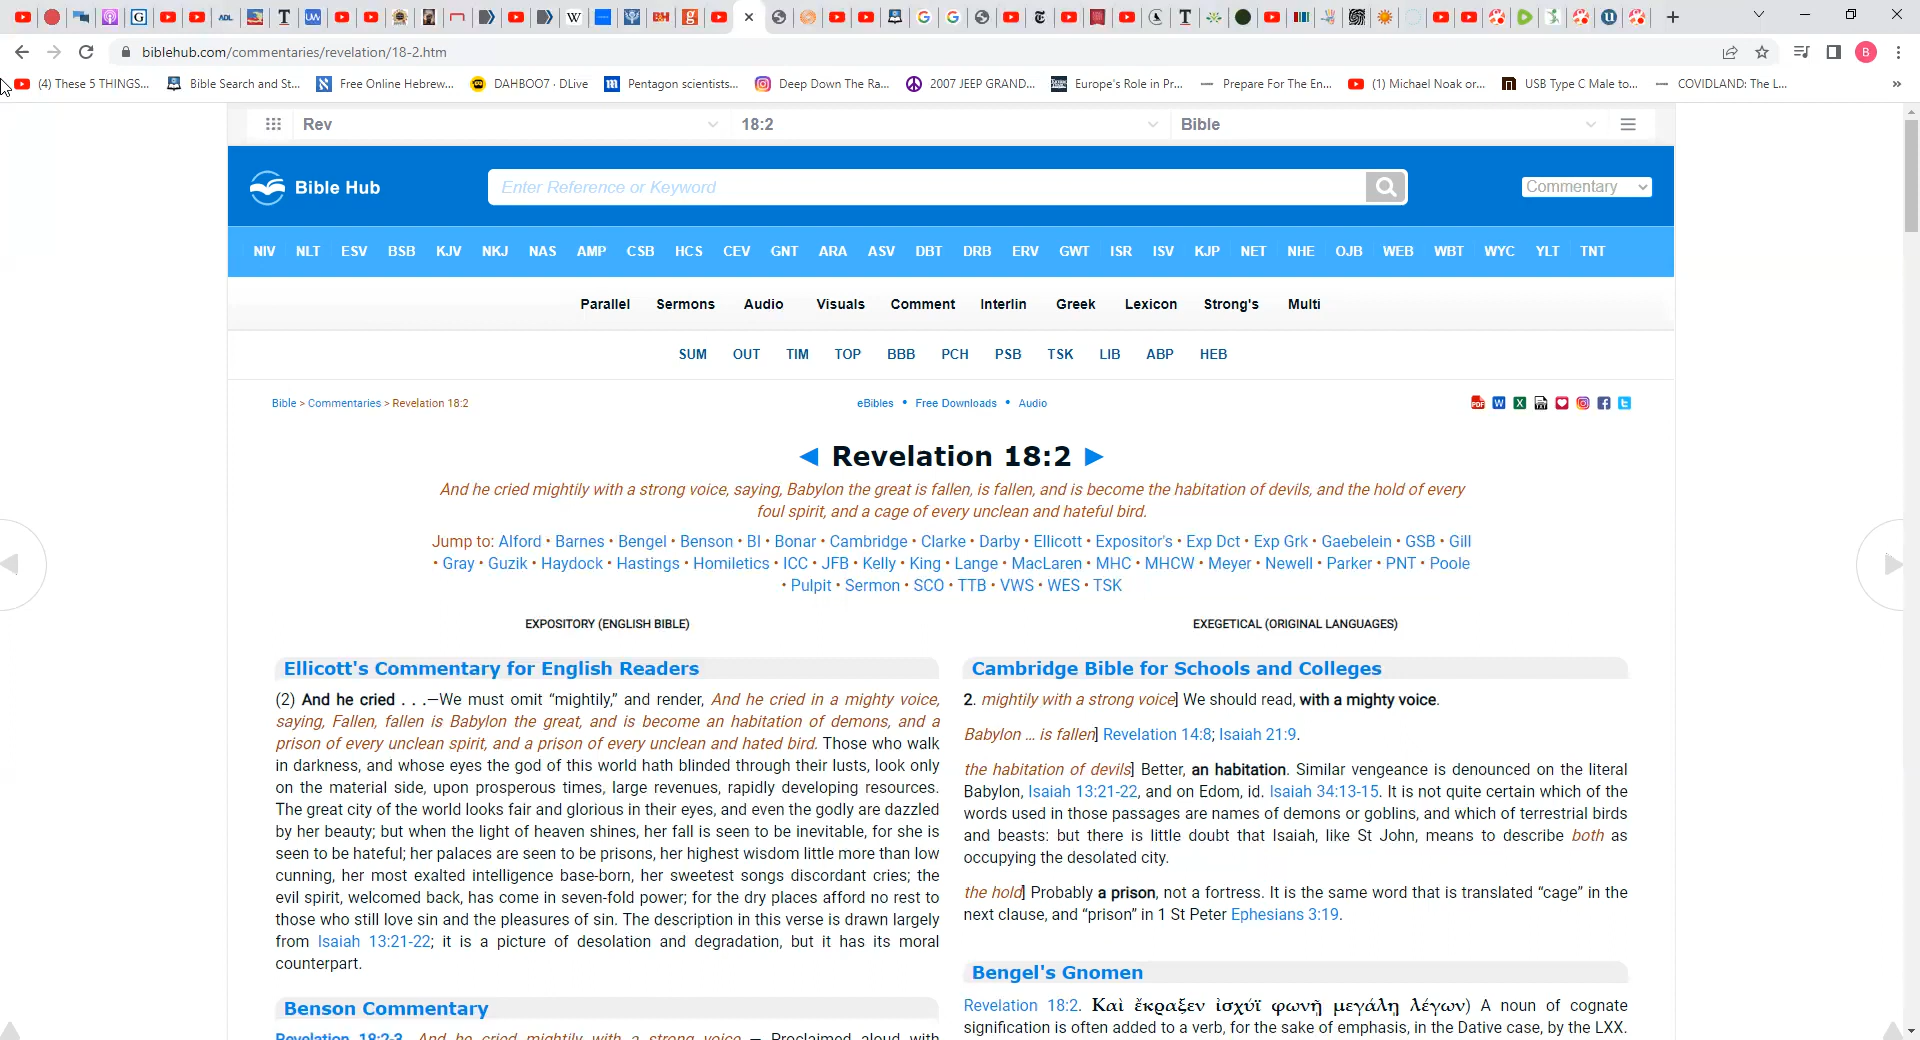 biblehub.com/commentaries/revelation/18-2.htm
B
(4) These 5 THINGS...
Bible Search and St...
Free Online Hebrew...
DAHBOO7 · DLive
Pentagon scientists...
Deep Down The Ra...
2007 JEEP GRAND...
Europe's Role in Pr...
Prepare For The En...
(1) Michael Noak or...
USB Type C Male to...
COVIDLAND: The L...
»
Rev
18:2
Bible
Bible Hub
Enter Reference or Keyword
Commentary
NIV NLT ESV BSB KJV NKJ NAS AMP CSB HCS CEV GNT ARA ASV DBT DRB ERV GWT ISR ISV KJP NET NHE OJB WEB WBT WYC YLT TNT
Parallel Sermons Audio Visuals Comment Interlin Greek Lexicon Strong's Multi
SUM OUT TIM TOP BBB PCH PSB TSK LIB ABP HEB
Bible > Commentaries > Revelation 18:2
eBibles • Free Downloads • Audio
◄ Revelation 18:2 ►
And he cried mightily with a strong voice, saying, Babylon the great is fallen, is fallen, and is become the habitation of devils, and the hold of every
foul spirit, and a cage of every unclean and hateful bird.
Jump to: Alford • Barnes • Bengel • Benson • BI • Bonar • Cambridge • Clarke • Darby • Ellicott • Expositor's • Exp Dct • Exp Grk • Gaebelein • GSB • Gill
• Gray • Guzik • Haydock • Hastings • Homiletics • ICC • JFB • Kelly • King • Lange • MacLaren • MHC • MHCW • Meyer • Newell • Parker • PNT • Poole
• Pulpit • Sermon • SCO • TTB • VWS • WES • TSK
EXPOSITORY (ENGLISH BIBLE)
Ellicott's Commentary for English Readers
(2) And he cried . . .—We must omit “mightily,” and render, And he cried in a mighty voice,
saying, Fallen, fallen is Babylon the great, and is become an habitation of demons, and a
prison of every unclean spirit, and a prison of every unclean and hated bird. Those who walk
in darkness, and whose eyes the god of this world hath blinded through their lusts, look only
on the material side, upon prosperous times, large revenues, rapidly developing resources.
The great city of the world looks fair and glorious in their eyes, and even the godly are dazzled
by her beauty; but when the light of heaven shines, her fall is seen to be inevitable, for she is
seen to be hateful; her palaces are seen to be prisons, her highest wisdom little more than low
cunning, her most exalted intelligence base-born, her sweetest songs discordant cries; the
evil spirit, welcomed back, has come in seven-fold power; for the dry places afford no rest to
those who still love sin and the pleasures of sin. The description in this verse is drawn largely
from Isaiah 13:21-22; it is a picture of desolation and degradation, but it has its moral
counterpart.
Benson Commentary
Revelation 18:2-3. And he cried mightily with a strong voice — Proclaimed aloud with
EXEGETICAL (ORIGINAL LANGUAGES)
Cambridge Bible for Schools and Colleges
2. mightily with a strong voice] We should read, with a mighty voice.
Babylon ... is fallen] Revelation 14:8; Isaiah 21:9.
the habitation of devils] Better, an habitation. Similar vengeance is denounced on the literal
Babylon, Isaiah 13:21-22, and on Edom, id. Isaiah 34:13-15. It is not quite certain which of the
words used in those passages are names of demons or goblins, and which of terrestrial birds
and beasts: but there is little doubt that Isaiah, like St John, means to describe both as
occupying the desolated city.
the hold] Probably a prison, not a fortress. It is the same word that is translated “cage” in the
next clause, and “prison” in 1 St Peter Ephesians 3:19.
Bengel's Gnomen
Revelation 18:2. Καὶ ἔκραξεν ἰσχύϊ φωνῇ μεγάλῃ λέγων) A noun of cognate
signification is often added to a verb, for the sake of emphasis, in the Dative case, by the LXX.